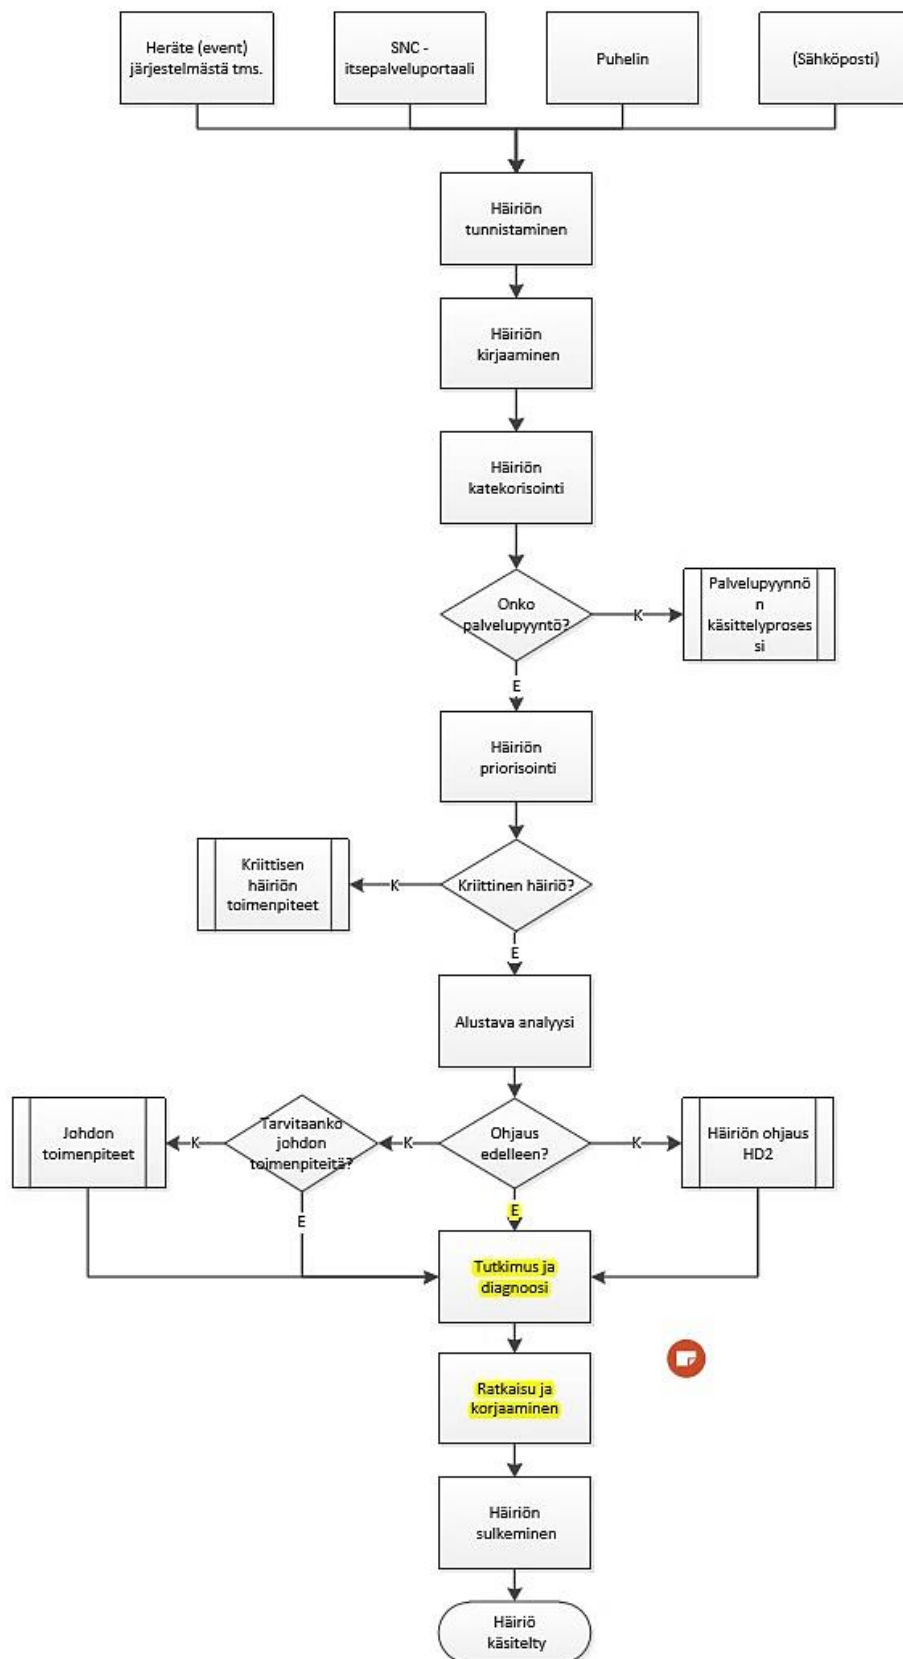 Heräte (event)
järjestelmästä tms.
SNC -
itsepalveluportaali
Puhelin
(Sähköposti)
Häiriön
tunnistaminen
Häiriön
kirjaaminen
Häiriön
katekorisointi
Onko
palvelupyyntö?
K
Palvelupyynnö
n
käsittelyproses
si
E
Häiriön
priorisointi
Kriittisen
häiriön
toimenpiteet
K
Kriittinen häiriö?
E
Alustava analyysi
Johdon
toimenpiteet
K
Tarvitaanko
johdon
toimenpiteitä?
K
Ohjaus
edelleen?
K
Häiriön ohjaus
HD2
E
E
Tutkimus ja
diagnoosi
Ratkaisu ja
korjaaminen
Häiriön
sulkeminen
Häiriö
käsitelty